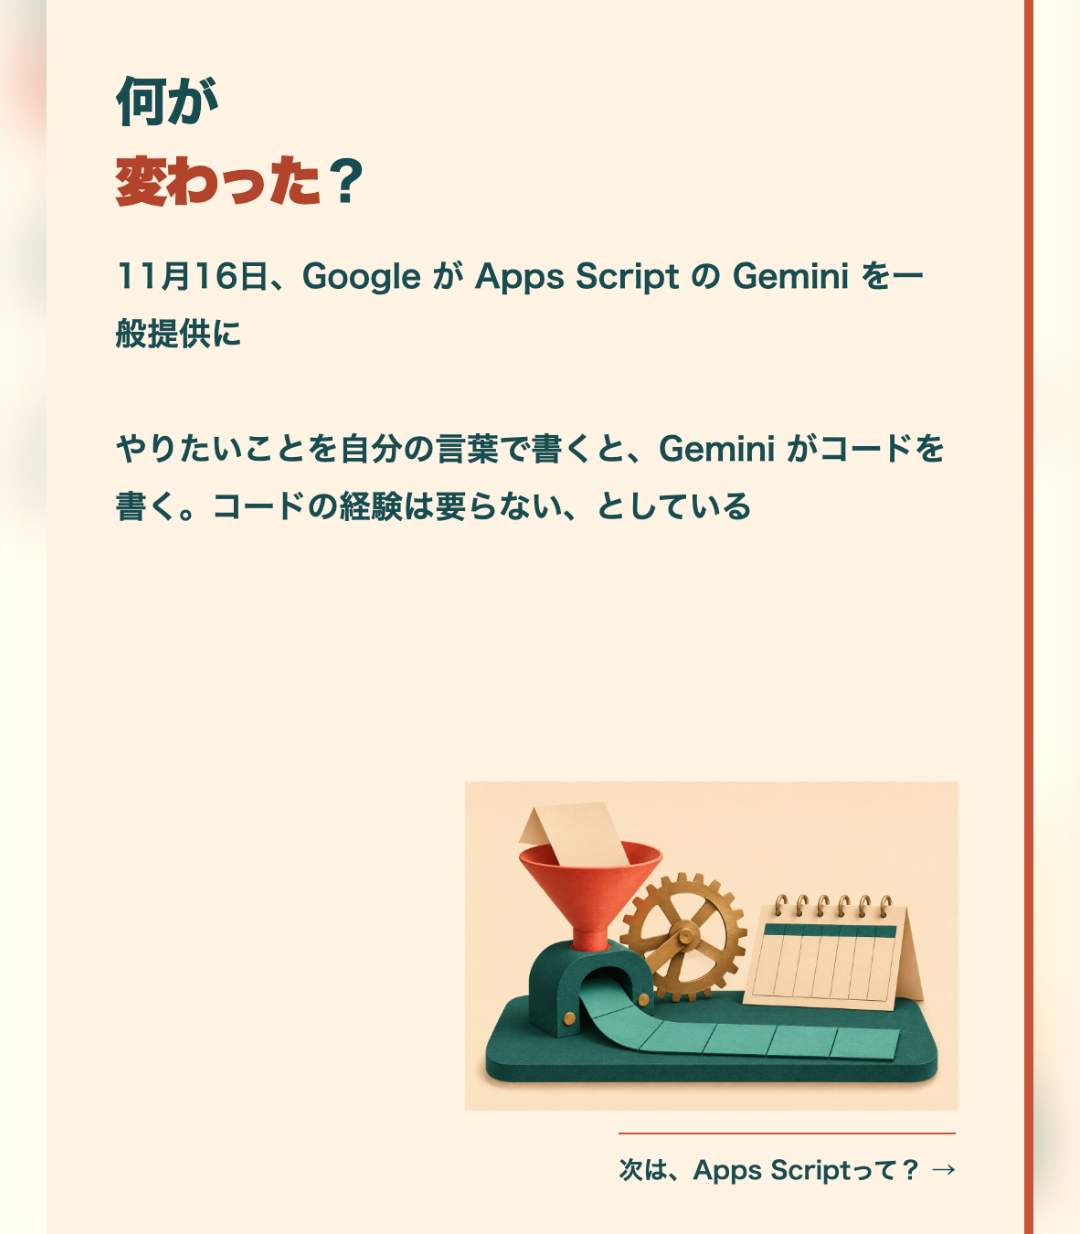 何が
変わった？
11月16日、Google が Apps Script の Gemini を一
般提供に
やりたいことを自分の言葉で書くと、Gemini がコードを
書く。コードの経験は要らない、としている
次は、Apps Scriptって？ →